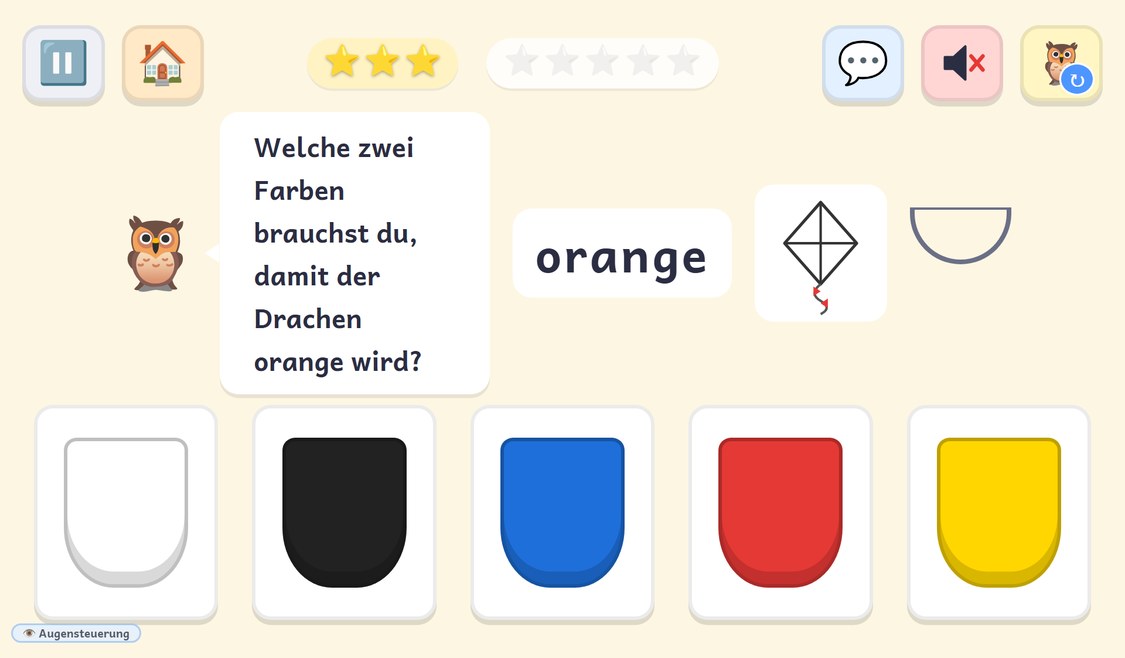 Welche zwei
Farben
brauchst du,
damit der
Drachen
orange wird?
orange
Augensteuerung